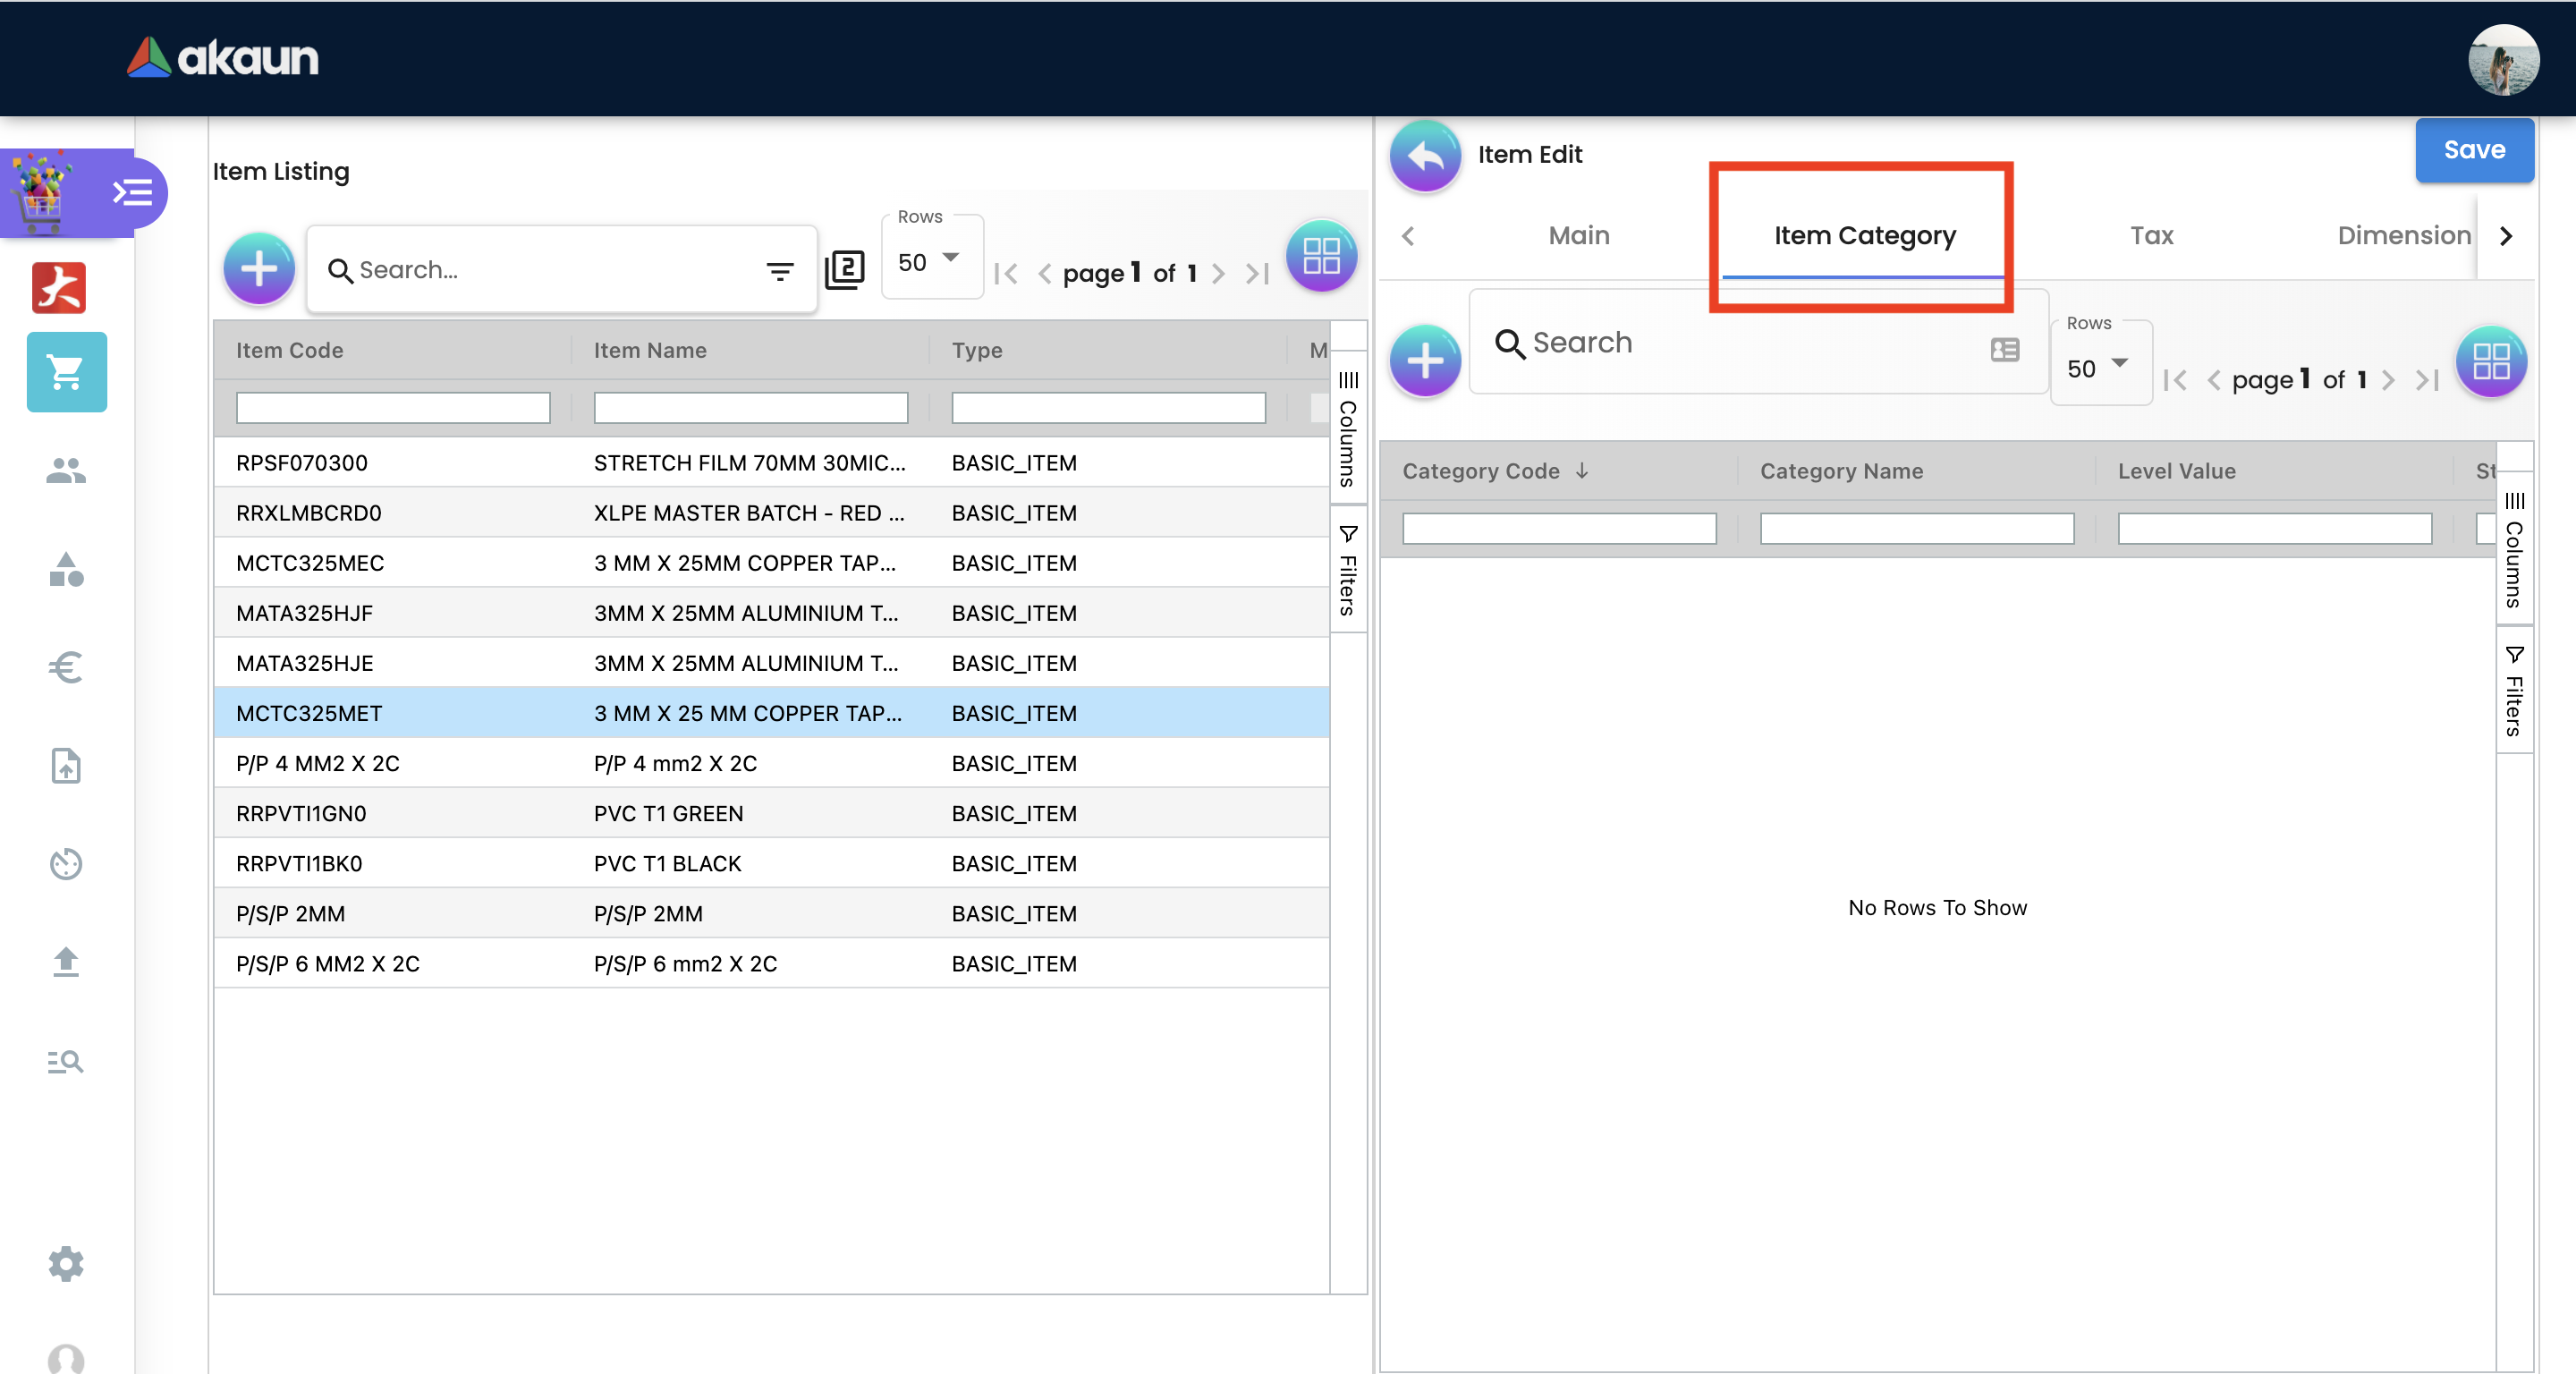 akaun
Item Listing
Search...
2
Rows
50
page 1 of 1
Item Code
Item Name
Type
M
RPSF070300
STRETCH FILM 70MM 30MIC...
BASIC_ITEM
RRXLMBCRD0
XLPE MASTER BATCH - RED ...
BASIC_ITEM
MCTC325MEC
3 MM X 25MM COPPER TAP...
BASIC_ITEM
MATA325HJF
3MM X 25MM ALUMINIUM T...
BASIC_ITEM
MATA325HJE
3MM X 25MM ALUMINIUM T...
BASIC_ITEM
MCTC325MET
3 MM X 25 MM COPPER TAP...
BASIC_ITEM
P/P 4 MM2 X 2C
P/P 4 mm2 X 2C
BASIC_ITEM
RRPVTI1GN0
PVC T1 GREEN
BASIC_ITEM
RRPVTI1BK0
PVC T1 BLACK
BASIC_ITEM
P/S/P 2MM
P/S/P 2MM
BASIC_ITEM
P/S/P 6 MM2 X 2C
P/S/P 6 mm2 X 2C
BASIC_ITEM
Columns
Filters
Item Edit
Save
Main
Item Category
Tax
Dimension
Search
Rows
50
page 1 of 1
Category Code
Category Name
Level Value
St
No Rows To Show
Columns
Filters